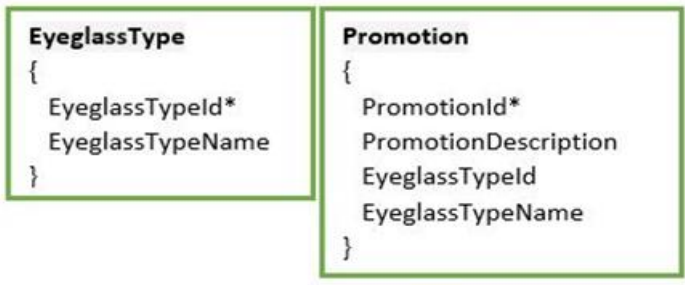 EyeglassType
{
EyeglassTypeId*
EyeglassTypeName
}
Promotion
{
PromotionId*
PromotionDescription
EyeglassTypeId
EyeglassTypeName
}